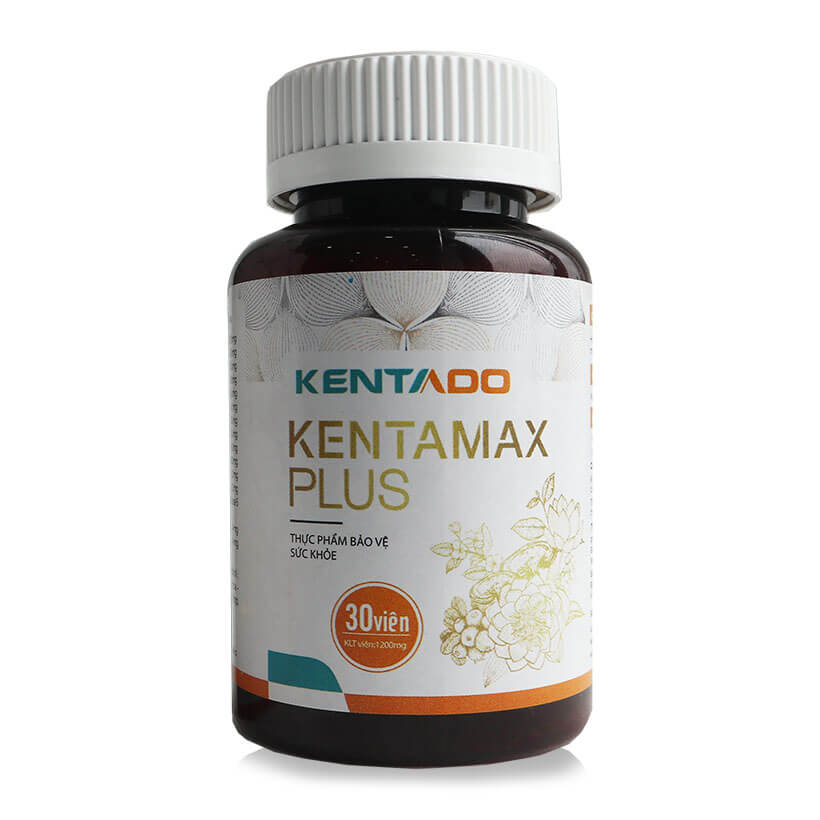 KENTADO
KENTAMAX
PLUS
THỰC PHẨM BẢO VỆ
SỨC KHỎE
30viên
KLT viên:1200mg